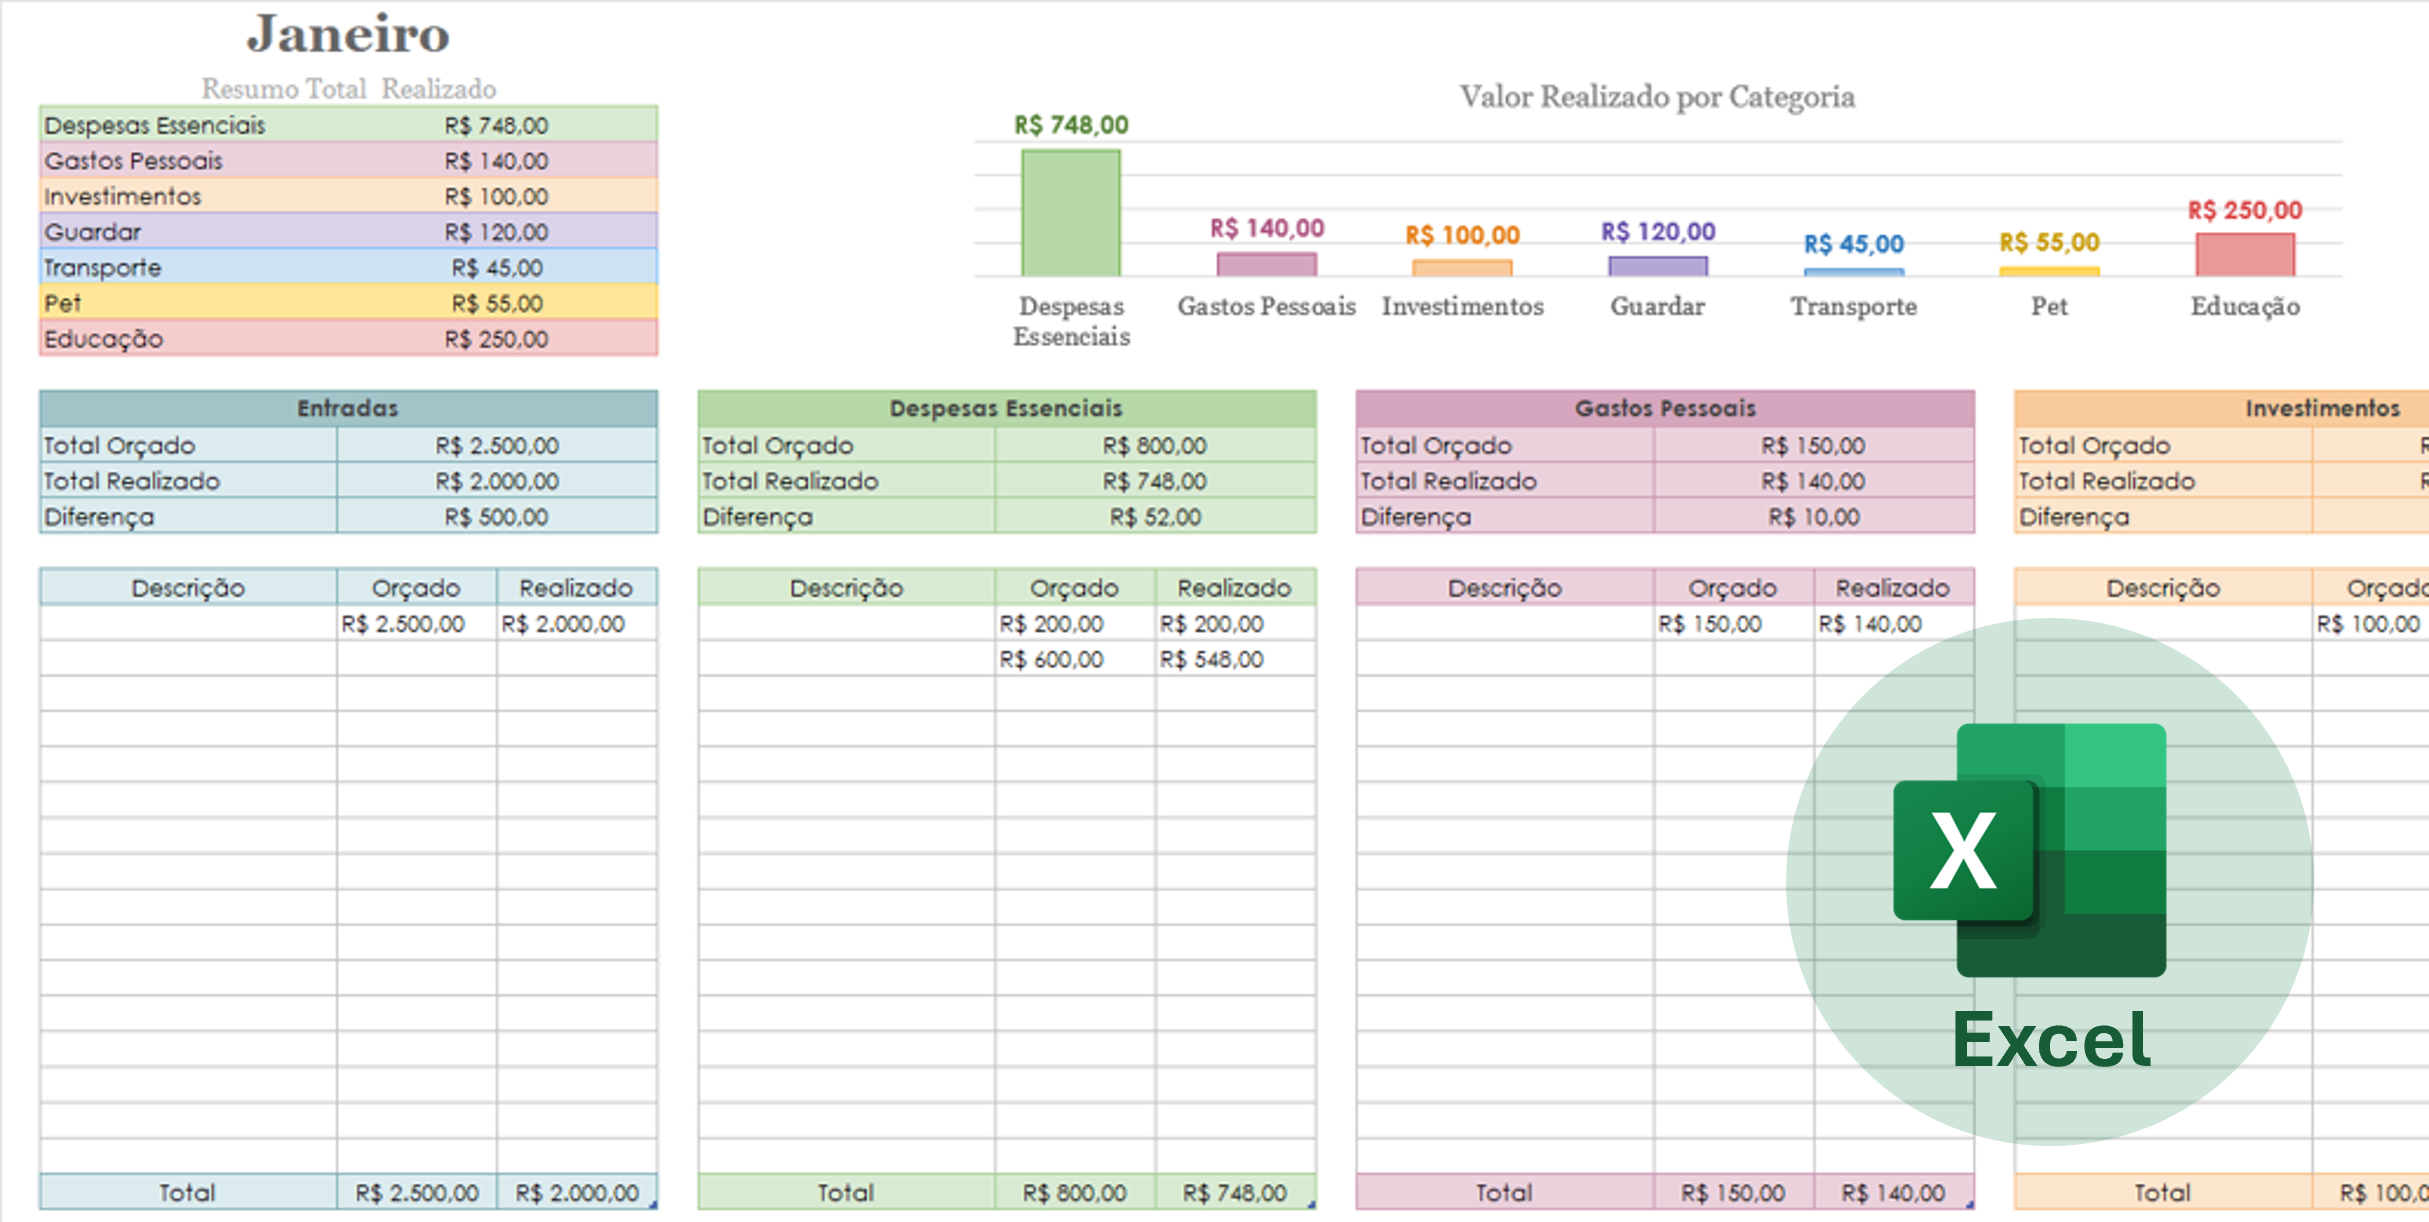 Janeiro
Resumo Total Realizado
Despesas Essenciais R$ 748,00
Gastos Pessoais R$ 140,00
Investimentos R$ 100,00
Guardar R$ 120,00
Transporte R$ 45,00
Pet R$ 55,00
Educação R$ 250,00
Valor Realizado por Categoria
R$ 748,00 R$ 140,00 R$ 100,00 R$ 120,00 R$ 45,00 R$ 55,00 R$ 250,00
Despesas Gastos Pessoais Investimentos Guardar Transporte Pet Educação
Essenciais
Entradas
Total Orçado R$ 2.500,00
Total Realizado R$ 2.000,00
Diferença R$ 500,00
Despesas Essenciais
Total Orçado R$ 800,00
Total Realizado R$ 748,00
Diferença R$ 52,00
Gastos Pessoais
Total Orçado R$ 150,00
Total Realizado R$ 140,00
Diferença R$ 10,00
Investimentos
Total Orçado
Total Realizado
Diferença
Descrição Orçado Realizado
R$ 2.500,00 R$ 2.000,00
Total R$ 2.500,00 R$ 2.000,00
Descrição Orçado Realizado
R$ 200,00 R$ 200,00
R$ 600,00 R$ 548,00
Total R$ 800,00 R$ 748,00
Descrição Orçado Realizado
R$ 150,00 R$ 140,00
Total R$ 150,00 R$ 140,00
Descrição Orçado
R$ 100,00
Total R$ 100,0
X
Excel